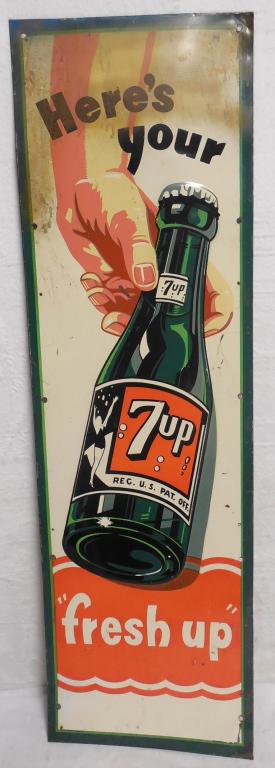 Here's
your
7up
7up
REG. U.S. PAT. OFF.
"fresh up"